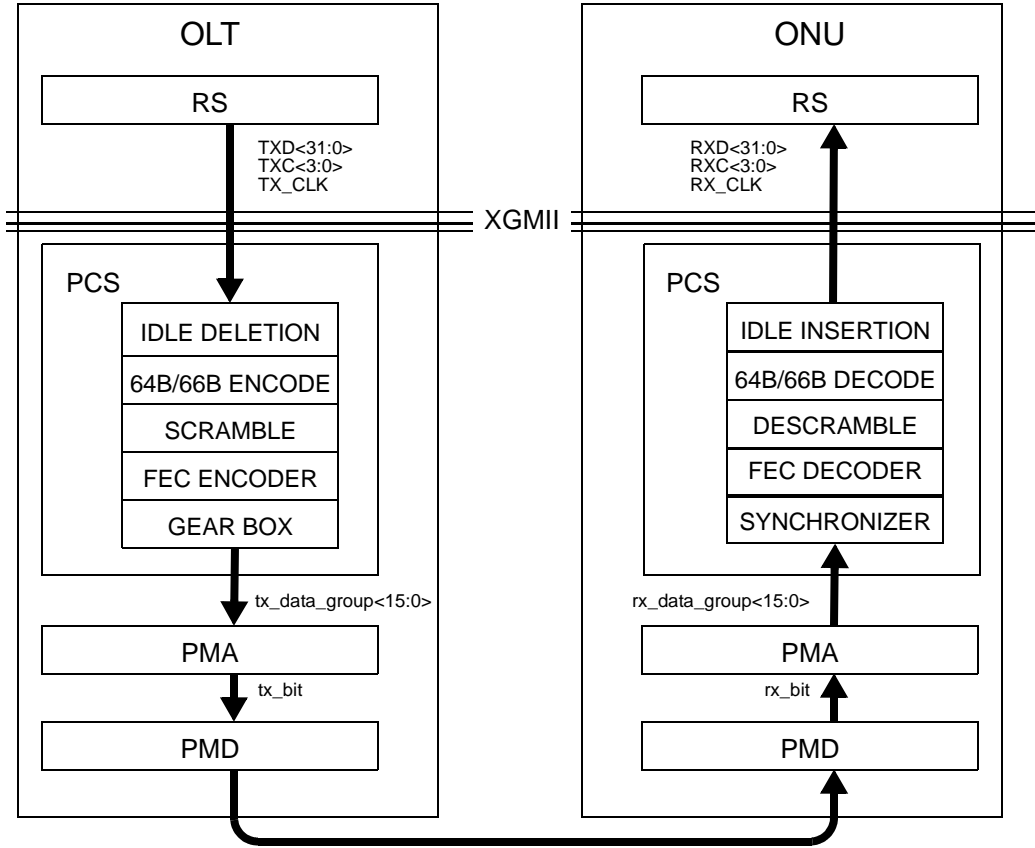 OLT
RS
TXD<31:0>
TXC<3:0>
TX_CLK
XGMII
PCS
IDLE DELETION
64B/66B ENCODE
SCRAMBLE
FEC ENCODER
GEAR BOX
tx_data_group<15:0>
PMA
tx_bit
PMD
ONU
RS
RXD<31:0>
RXC<3:0>
RX_CLK
PCS
IDLE INSERTION
64B/66B DECODE
DESCRAMBLE
FEC DECODER
SYNCHRONIZER
rx_data_group<15:0>
PMA
rx_bit
PMD